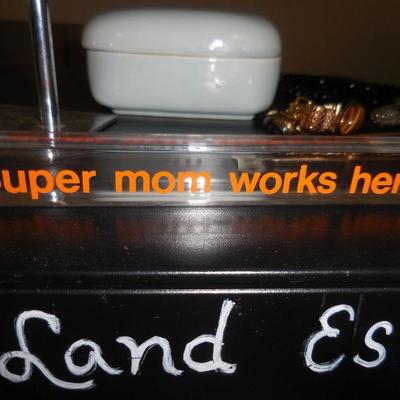 Super mom works her
Land Es